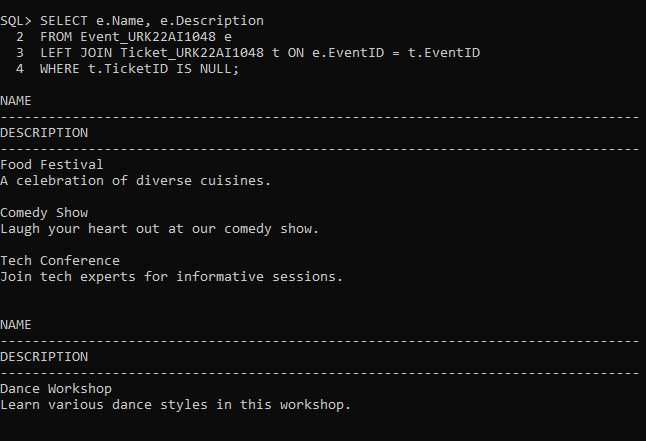 SQL> SELECT e.Name, e.Description
  2  FROM Event_URK22AI1048 e
  3  LEFT JOIN Ticket_URK22AI1048 t ON e.EventID = t.EventID
  4  WHERE t.TicketID IS NULL;
NAME
--------------------------------------------------------------------------------
DESCRIPTION
--------------------------------------------------------------------------------
Food Festival
A celebration of diverse cuisines.
Comedy Show
Laugh your heart out at our comedy show.
Tech Conference
Join tech experts for informative sessions.
NAME
--------------------------------------------------------------------------------
DESCRIPTION
--------------------------------------------------------------------------------
Dance Workshop
Learn various dance styles in this workshop.